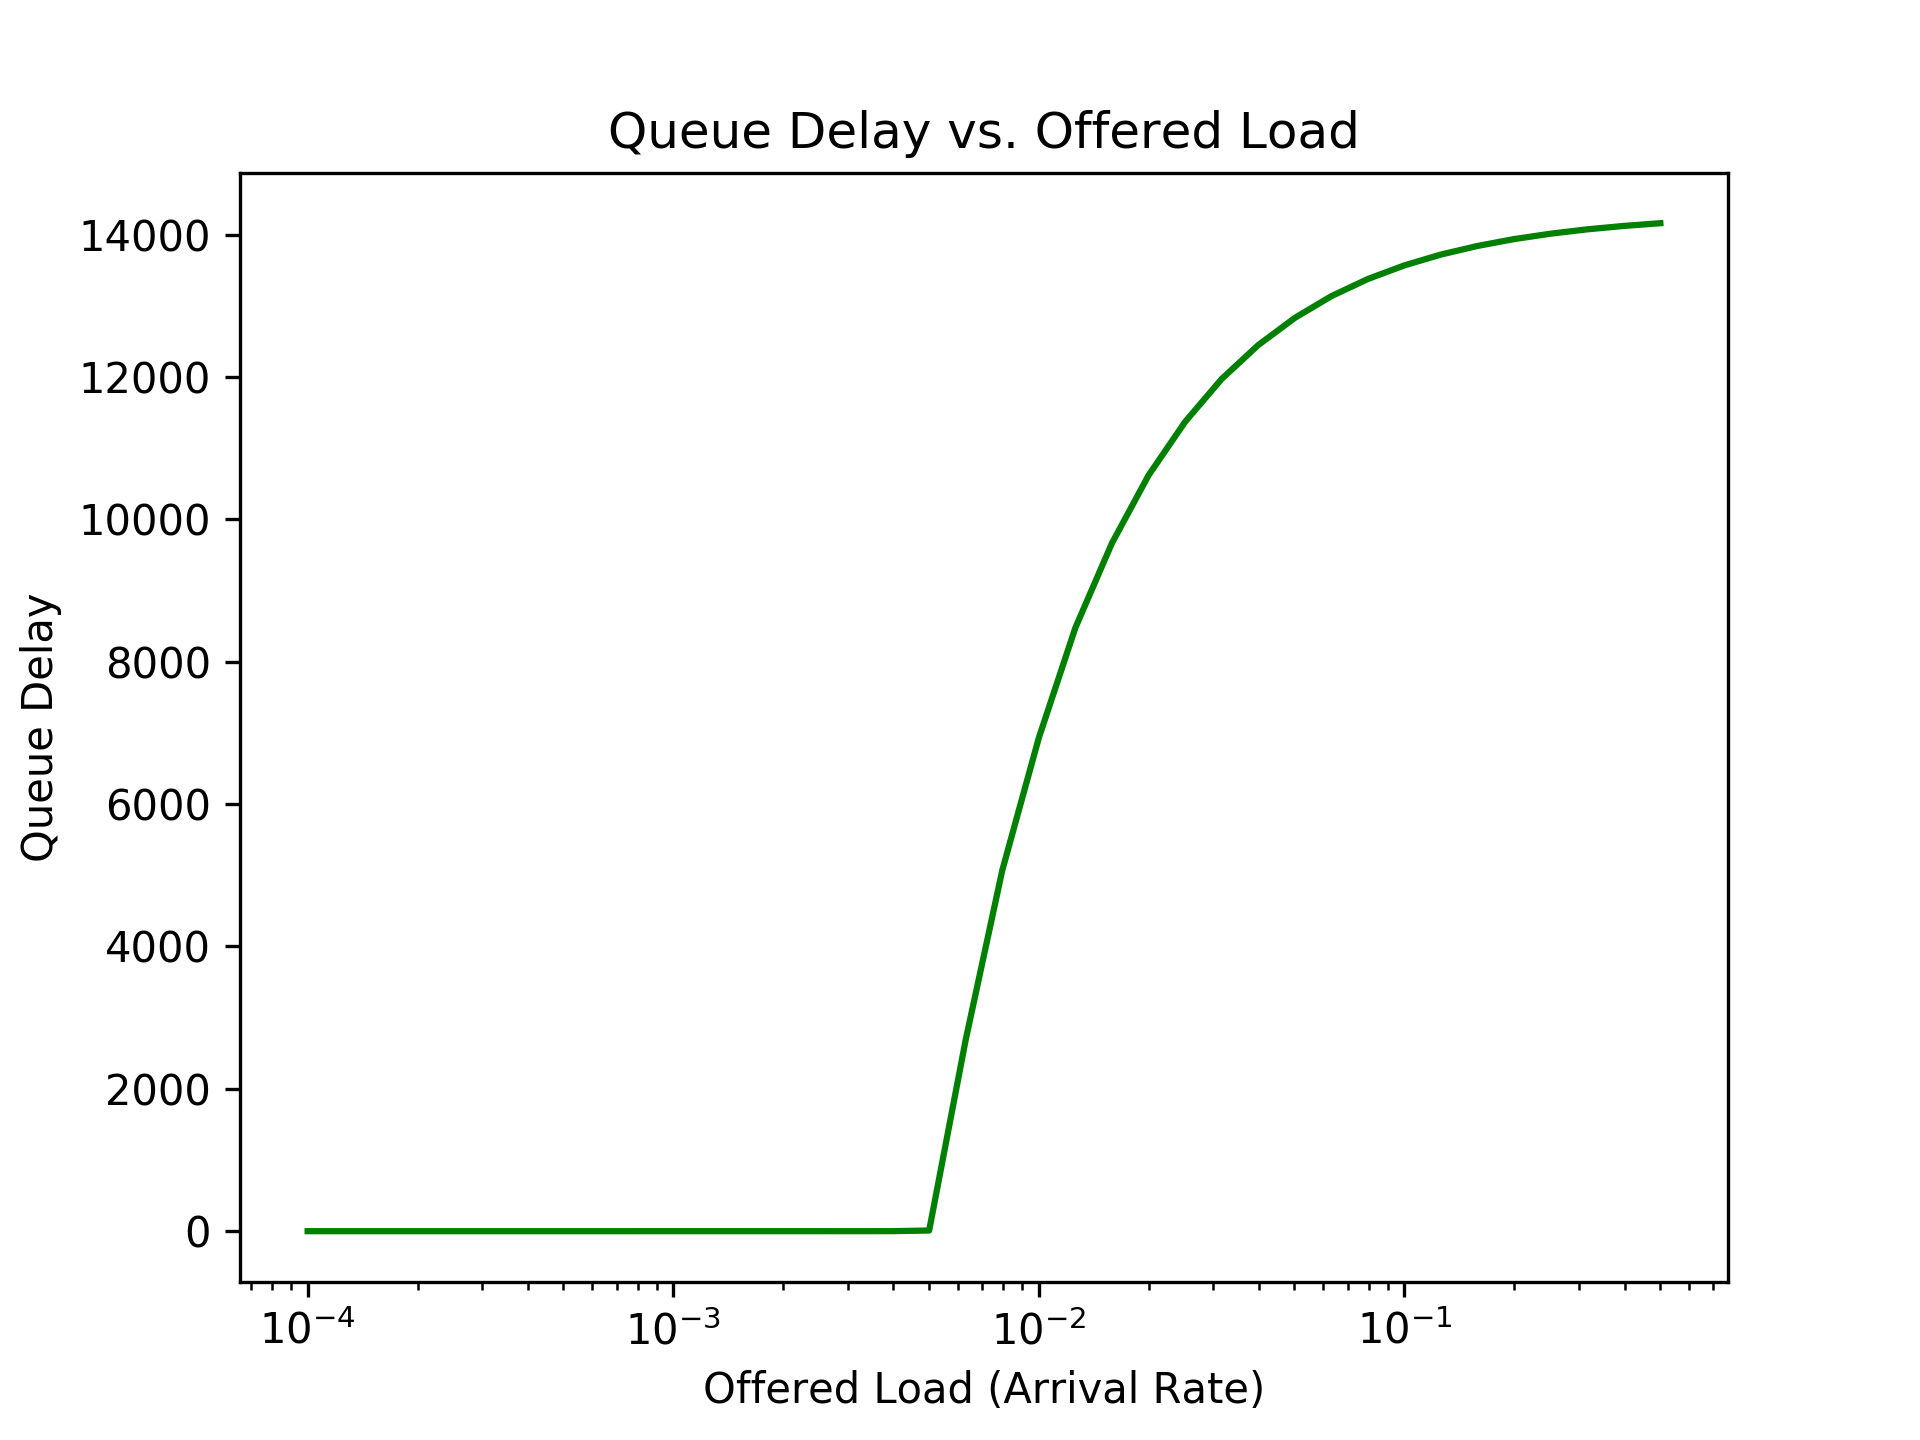 Queue Delay vs. Offered Load
14000
12000
10000
8000
6000
4000
2000
0
Queue Delay
10⁻⁴ 10⁻³ 10⁻² 10⁻¹
Offered Load (Arrival Rate)